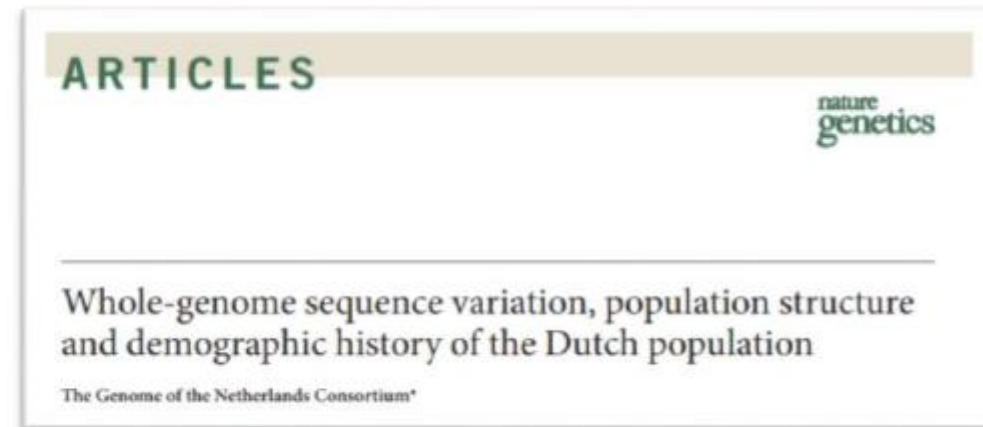 ARTICLES
nature
genetics
Whole-genome sequence variation, population structure
and demographic history of the Dutch population
The Genome of the Netherlands Consortium*